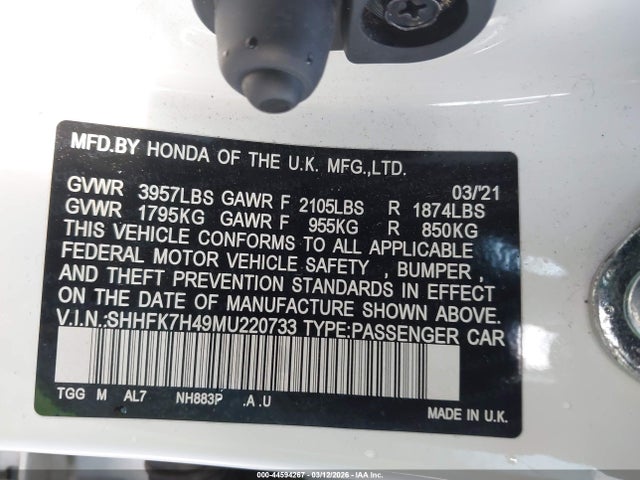 MFD.BY HONDA OF THE U.K. MFG.,LTD.
03/'21
GVWR 3957LBS GAWR F 2105LBS R 1874LBS
GVWR 1795KG GAWR F 955KG R 850KG
THIS VEHICLE CONFORMS TO ALL APPLICABLE
FEDERAL MOTOR VEHICLE SAFETY , BUMPER ,
AND THEFT PREVENTION STANDARDS IN EFFECT
ON THE DATE OF MANUFACTURE SHOWN ABOVE.
V.I.N.:SHHFK7H49MU220733 TYPE:PASSENGER CAR
TGG M AL7 NH883P .A .U
MADE IN U.K.
000-44594267 - 03/12/2026 - IAA Holdings, LLC.